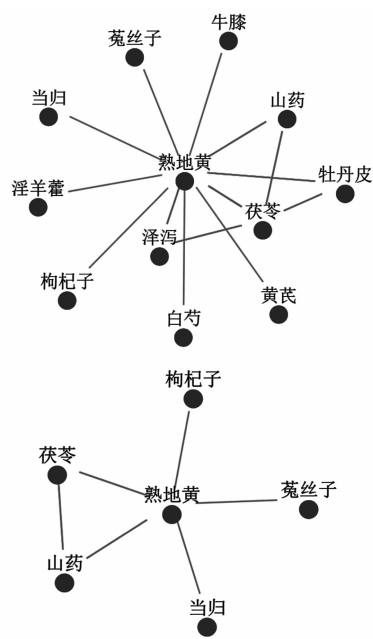 牛膝
菟丝子
山药
当归
熟地黄
牡丹皮
淫羊藿
茯苓
泽泻
枸杞子
黄芪
白芍
枸杞子
茯苓
熟地黄
菟丝子
山药
当归